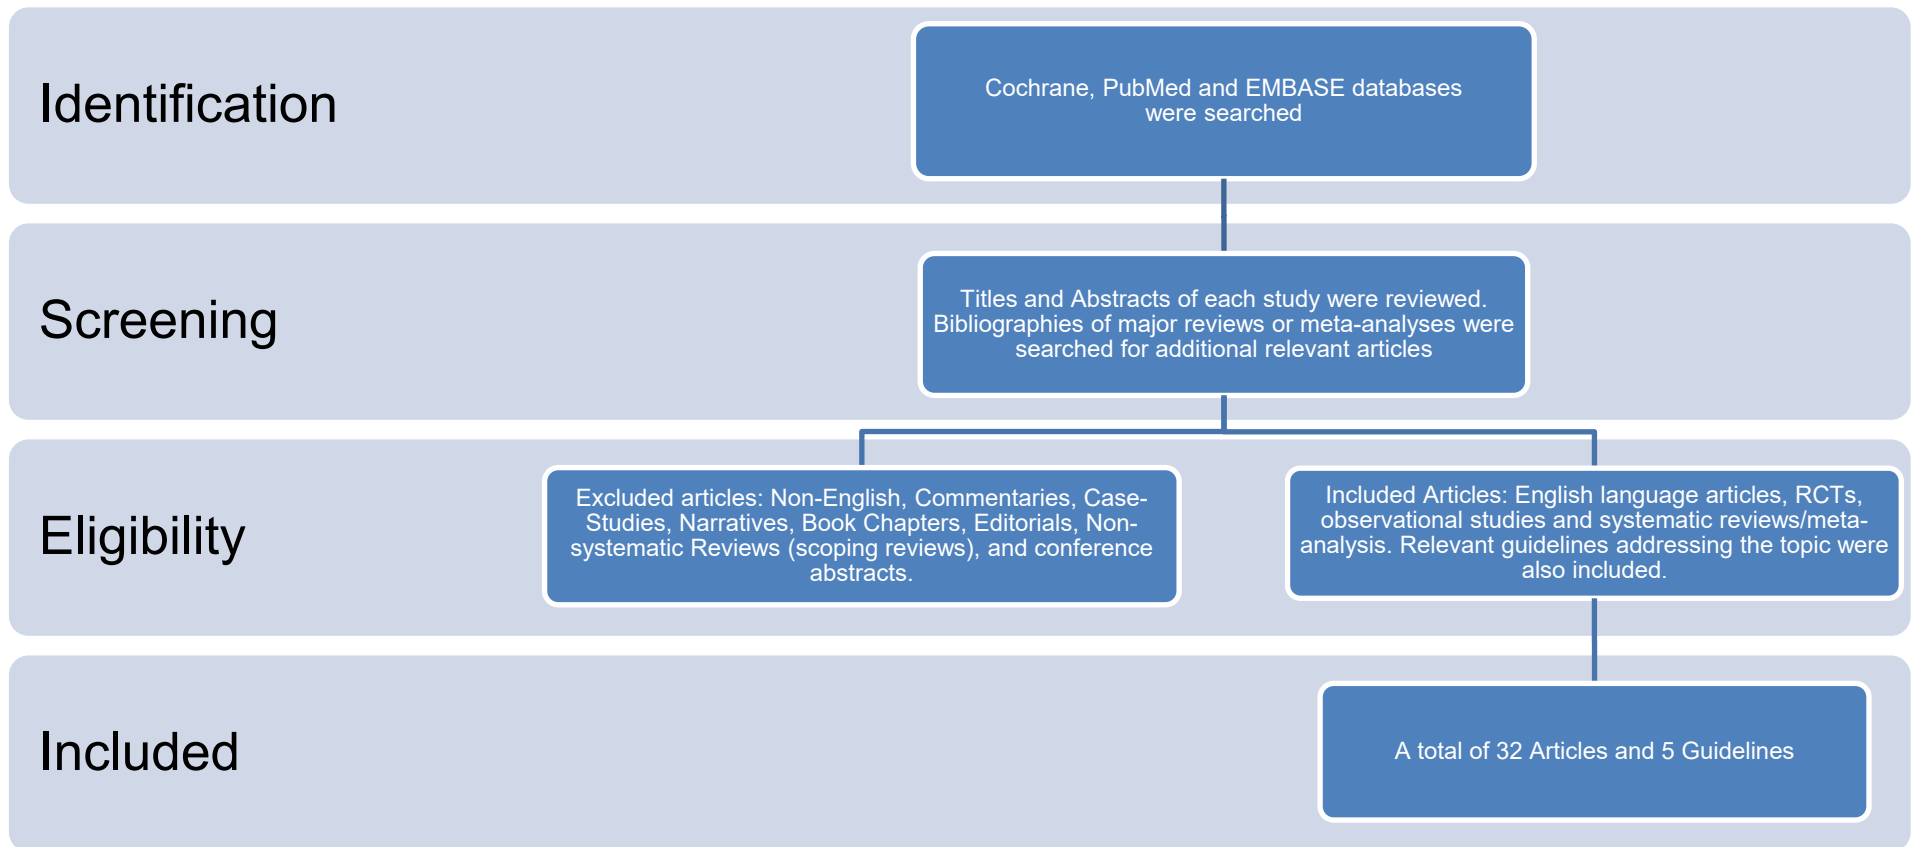 Identification
Cochrane, PubMed and EMBASE databases
were searched
Screening
Titles and Abstracts of each study were reviewed.
Bibliographies of major reviews or meta-analyses were
searched for additional relevant articles
Eligibility
Excluded articles: Non-English, Commentaries, Case-
Studies, Narratives, Book Chapters, Editorials, Non-
systematic Reviews (scoping reviews), and conference
abstracts.
Included Articles: English language articles, RCTs,
observational studies and systematic reviews/meta-
analysis. Relevant guidelines addressing the topic were
also included.
Included
A total of 32 Articles and 5 Guidelines